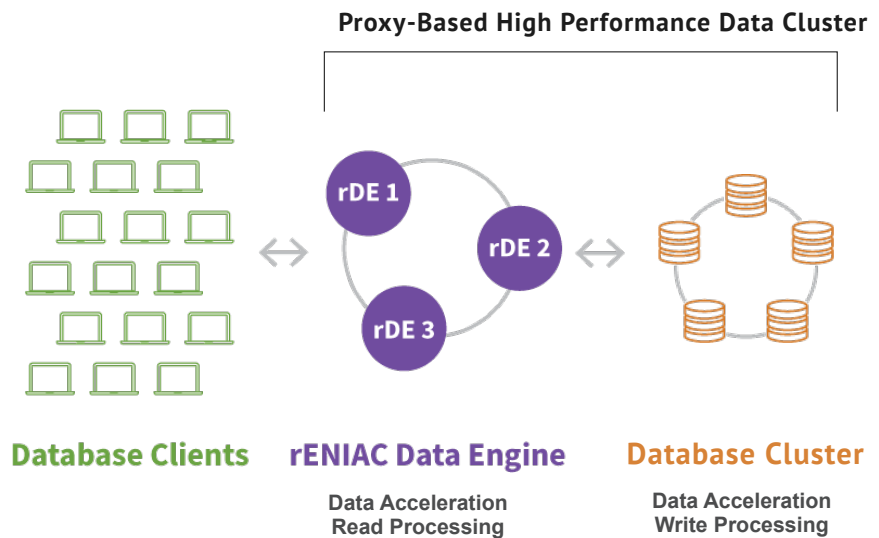 Proxy-Based High Performance Data Cluster
rDE 1
rDE 2
rDE 3
Database Clients
rENIAC Data Engine
Data Acceleration
Read Processing
Database Cluster
Data Acceleration
Write Processing